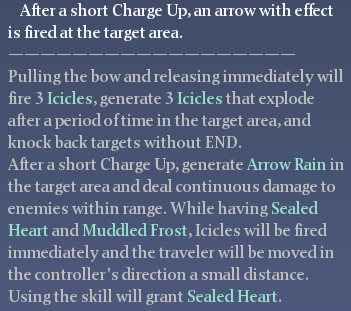 After a short Charge Up, an arrow with effect
is fired at the target area.
————————————————
Pulling the bow and releasing immediately will
fire 3 Icicles, generate 3 Icicles that explode
after a period of time in the target area, and
knock back targets without END.
After a short Charge Up, generate Arrow Rain in
the target area and deal continuous damage to
enemies within range. While having Sealed
Heart and Muddled Frost, Icicles will be fired
immediately and the traveler will be moved in
the controller's direction a small distance.
Using the skill will grant Sealed Heart.